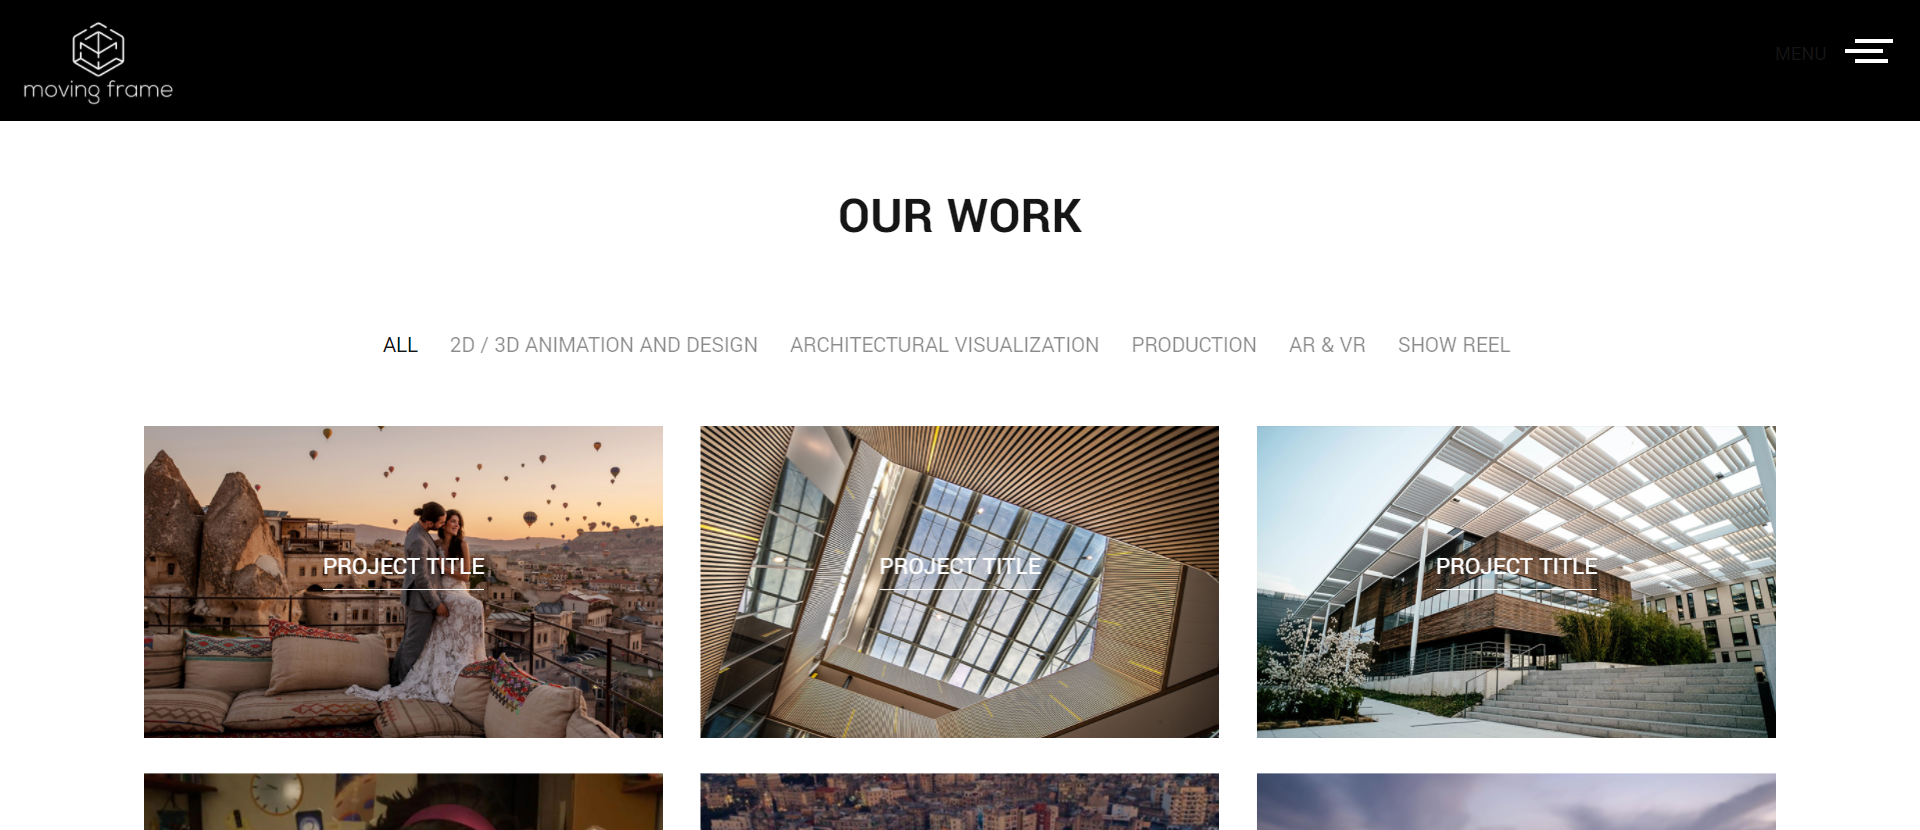 moving frame
MENU
OUR WORK
ALL 2D / 3D ANIMATION AND DESIGN ARCHITECTURAL VISUALIZATION PRODUCTION AR & VR SHOW REEL
PROJECT TITLE PROJECT TITLE PROJECT TITLE